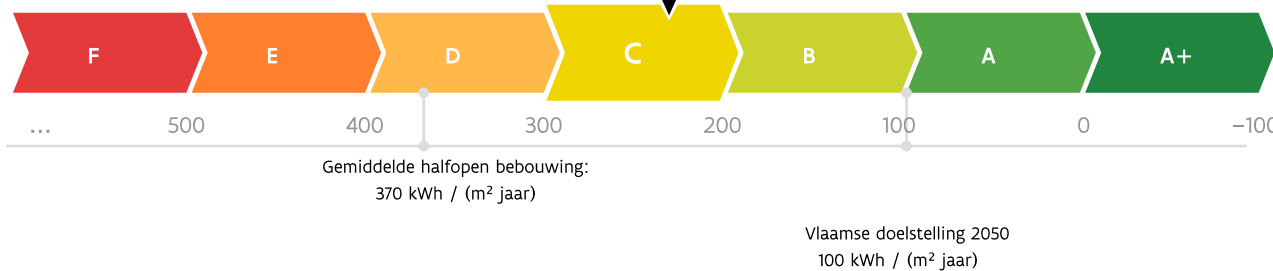 F E D C B A A+
... 500 400 300 200 100 0 −100
Gemiddelde halfopen bebouwing:
370 kWh / (m² jaar)
Vlaamse doelstelling 2050
100 kWh / (m² jaar)